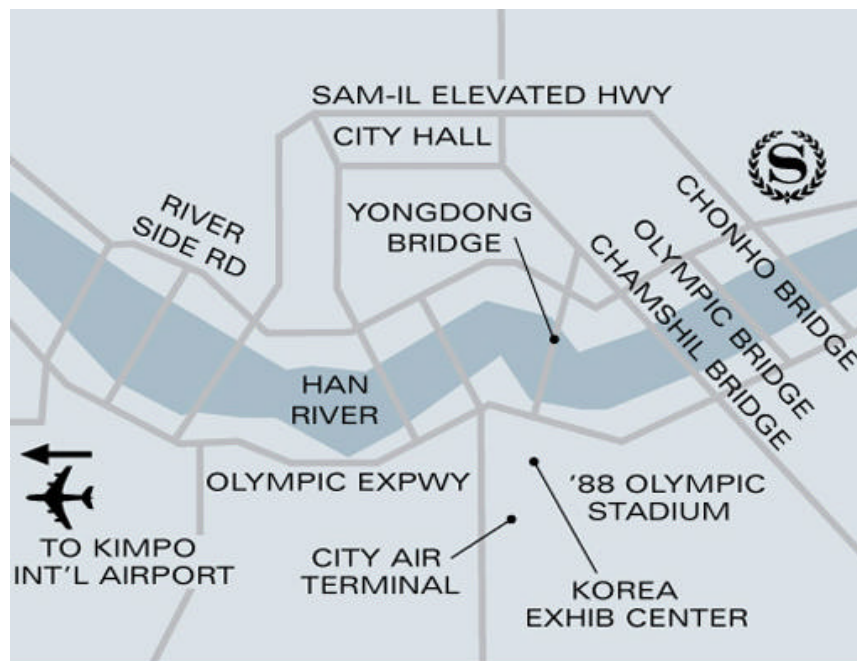 SAM-IL ELEVATED HWY
CITY HALL
S
RIVER
SIDE RD
YONGDONG
BRIDGE
CHONHO BRIDGE
OLYMPIC BRIDGE
CHAMSHIL BRIDGE
HAN
RIVER
OLYMPIC EXPWY
'88 OLYMPIC
STADIUM
TO KIMPO
INT'L AIRPORT
CITY AIR
TERMINAL
KOREA
EXHIB CENTER